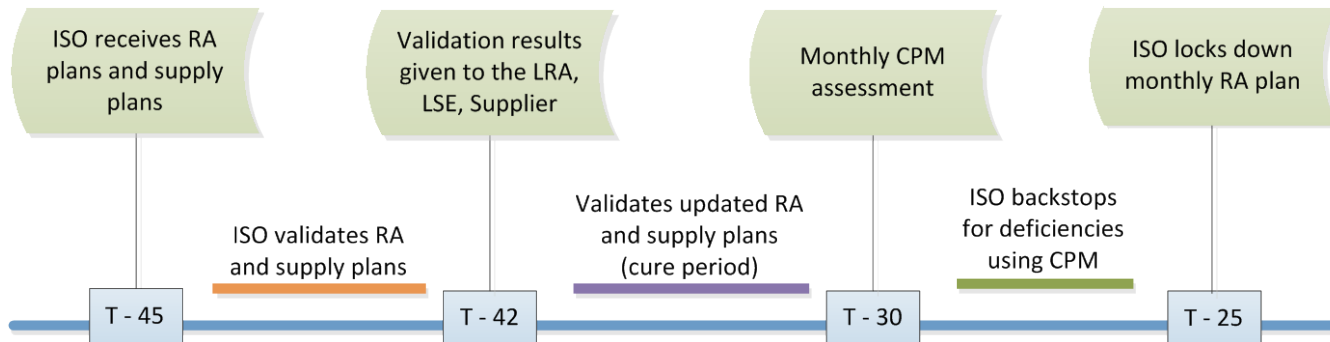 ISO receives RA
plans and supply
plans
Validation results
given to the LRA,
LSE, Supplier
Monthly CPM
assessment
ISO locks down
monthly RA plan
ISO validates RA
and supply plans
Validates updated RA
and supply plans
(cure period)
ISO backstops
for deficiencies
using CPM
T - 45
T - 42
T - 30
T - 25